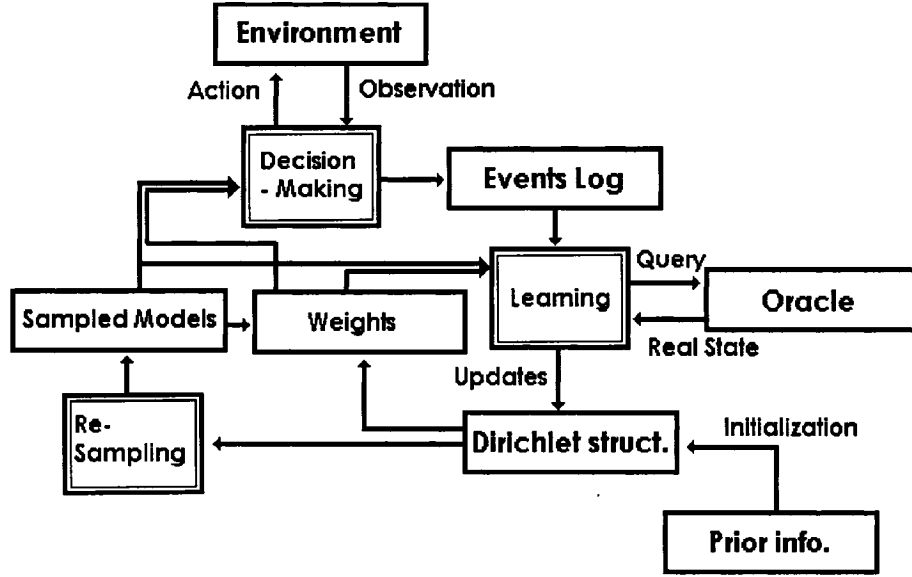 Environment
Action
Observation
Decision
- Making
Events Log
Query
Learning
Oracle
Sampled Models
Weights
Real State
Updates
Re-
Sampling
Dirichlet struct.
Initialization
Prior info.